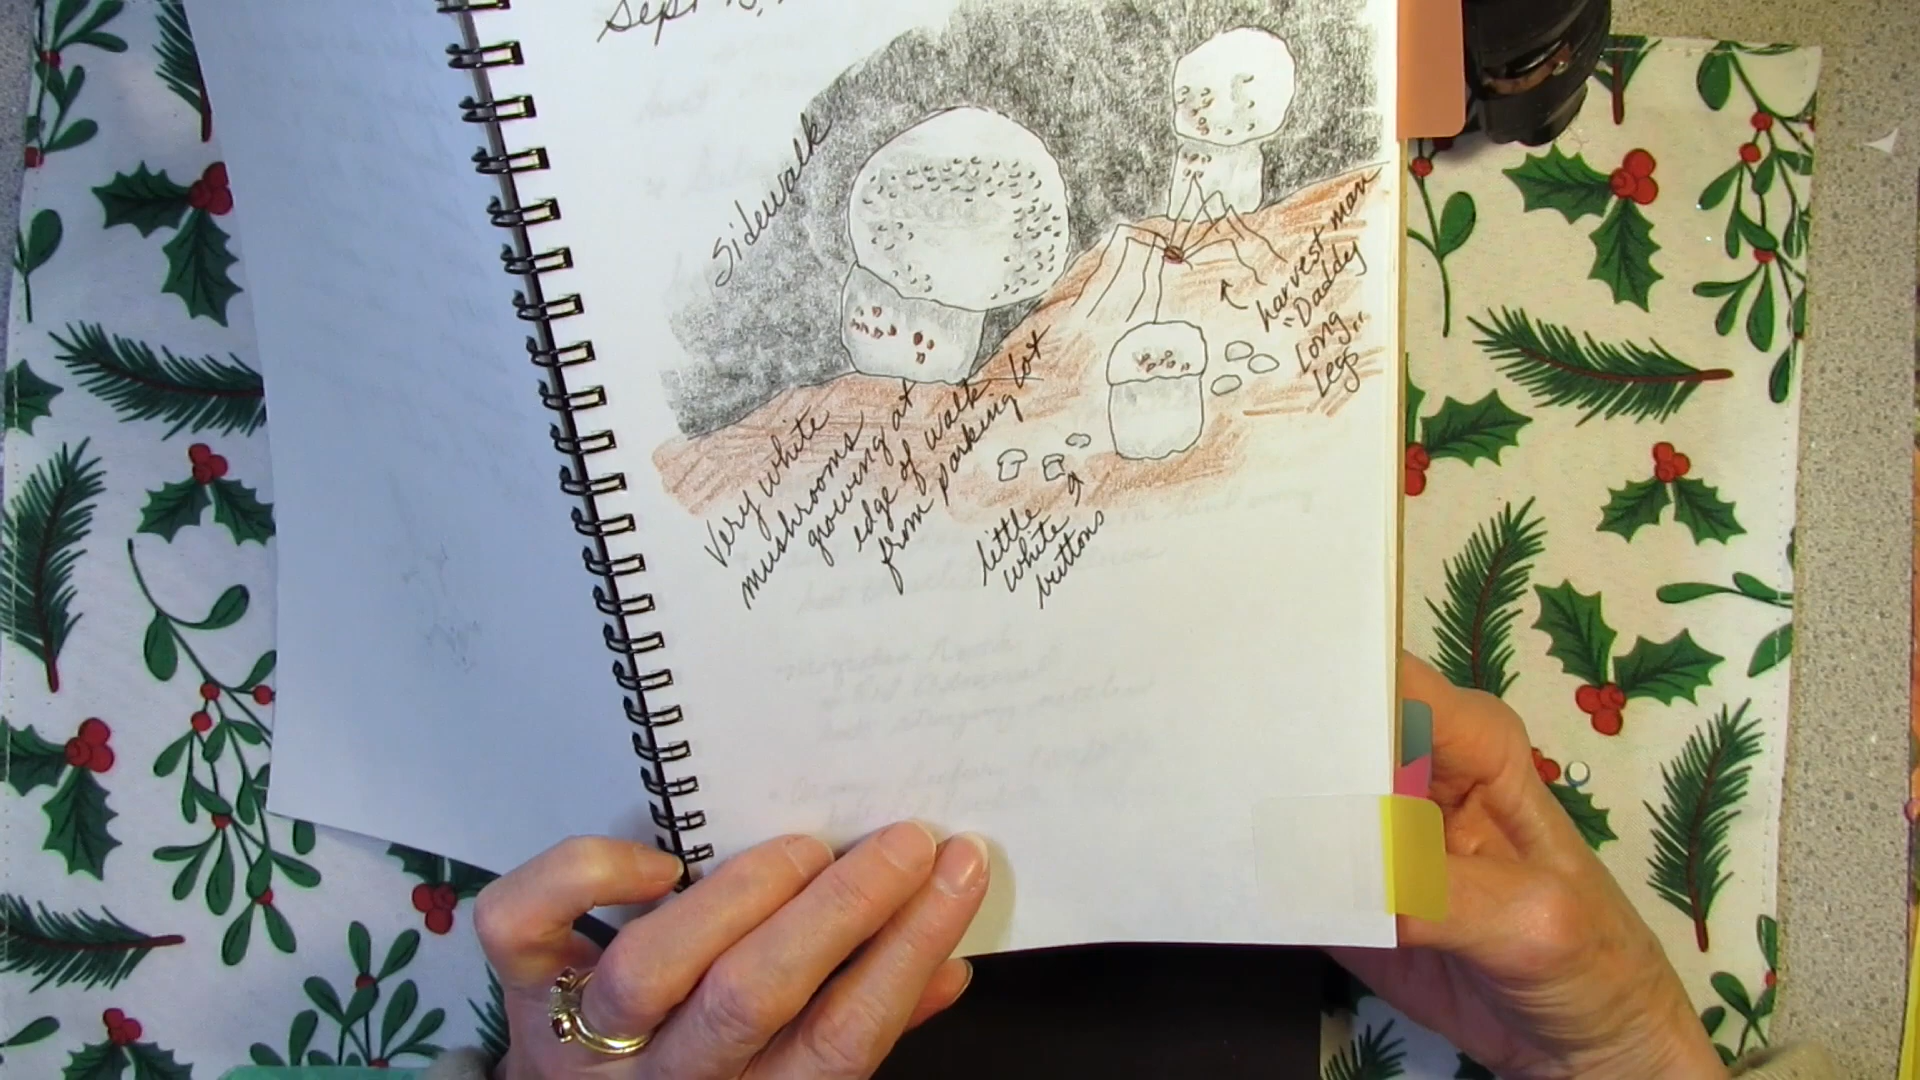 Sept
Sidewalk
harvest man
"Daddy
Long
Legs"
Very white
mushrooms
growing at
edge of walk
from parking lot
little
white
buttons